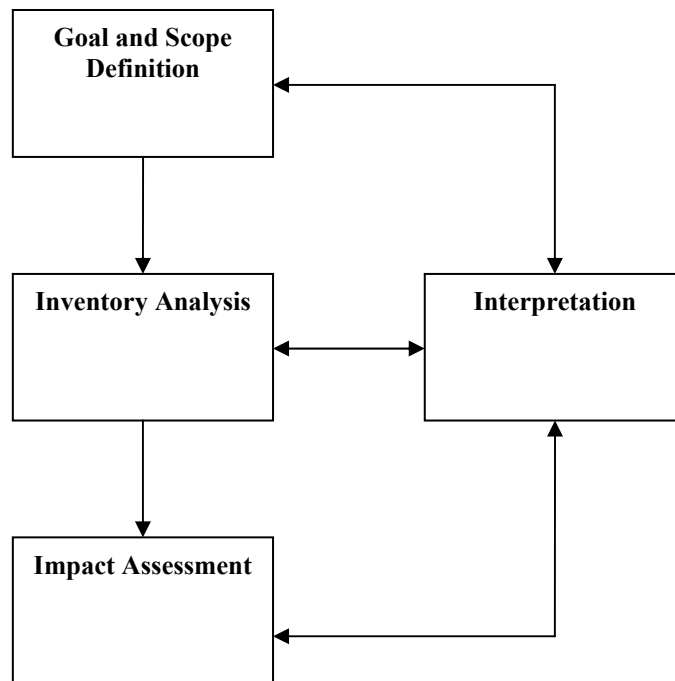 Goal and Scope
Definition
Inventory Analysis
Interpretation
Impact Assessment